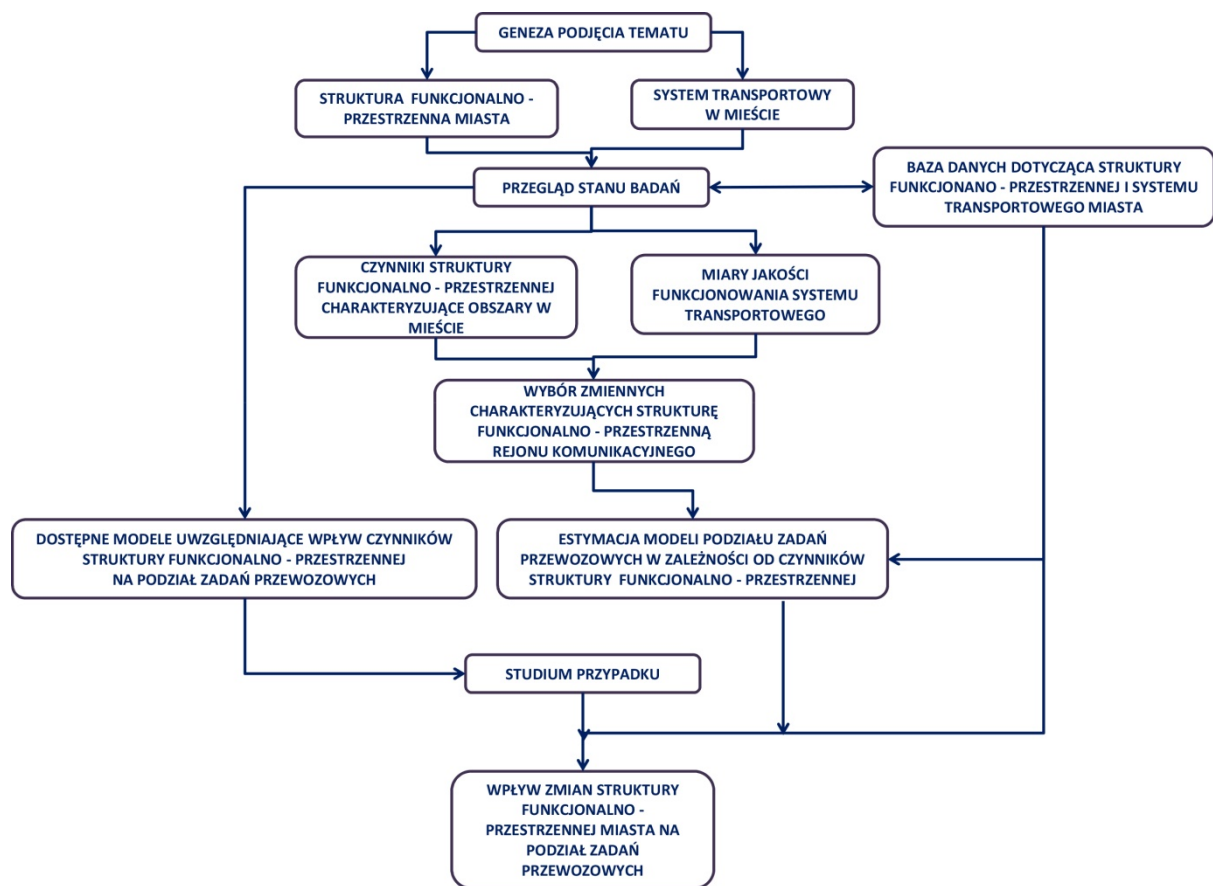 GENEZA PODJĘCIA TEMATU
STRUKTURA FUNKCJONALNO -
PRZESTRZENNA MIASTA
SYSTEM TRANSPORTOWY
W MIEŚCIE
PRZEGLĄD STANU BADAŃ
BAZA DANYCH DOTYCZĄCA STRUKTURY
FUNKCJONANO - PRZESTRZENNEJ I SYSTEMU
TRANSPORTOWEGO MIASTA
CZYNNIKI STRUKTURY
FUNKCJONALNO - PRZESTRZENNEJ
CHARAKTERYZUJĄCE OBSZARY W
MIEŚCIE
MIARY JAKOŚCI
FUNKCJONOWANIA SYSTEMU
TRANSPORTOWEGO
WYBÓR ZMIENNYCH
CHARAKTERYZUJĄCYCH STRUKTURĘ
FUNKCJONALNO - PRZESTRZENNĄ
REJONU KOMUNIKACYJNEGO
DOSTĘPNE MODELE UWZGLĘDNIAJĄCE WPŁYW CZYNNIKÓW
STRUKTURY FUNKCJONALNO - PRZESTRZENNEJ
NA PODZIAŁ ZADAŃ PRZEWOZOWYCH
ESTYMACJA MODELI PODZIAŁU ZADAŃ
PRZEWOZOWYCH W ZALEŻNOŚCI OD CZYNNIKÓW
STRUKTURY FUNKCJONALNO - PRZESTRZENNEJ
STUDIUM PRZYPADKU
WPŁYW ZMIAN STRUKTURY
FUNKCJONALNO -
PRZESTRZENNEJ MIASTA NA
PODZIAŁ ZADAŃ
PRZEWOZOWYCH